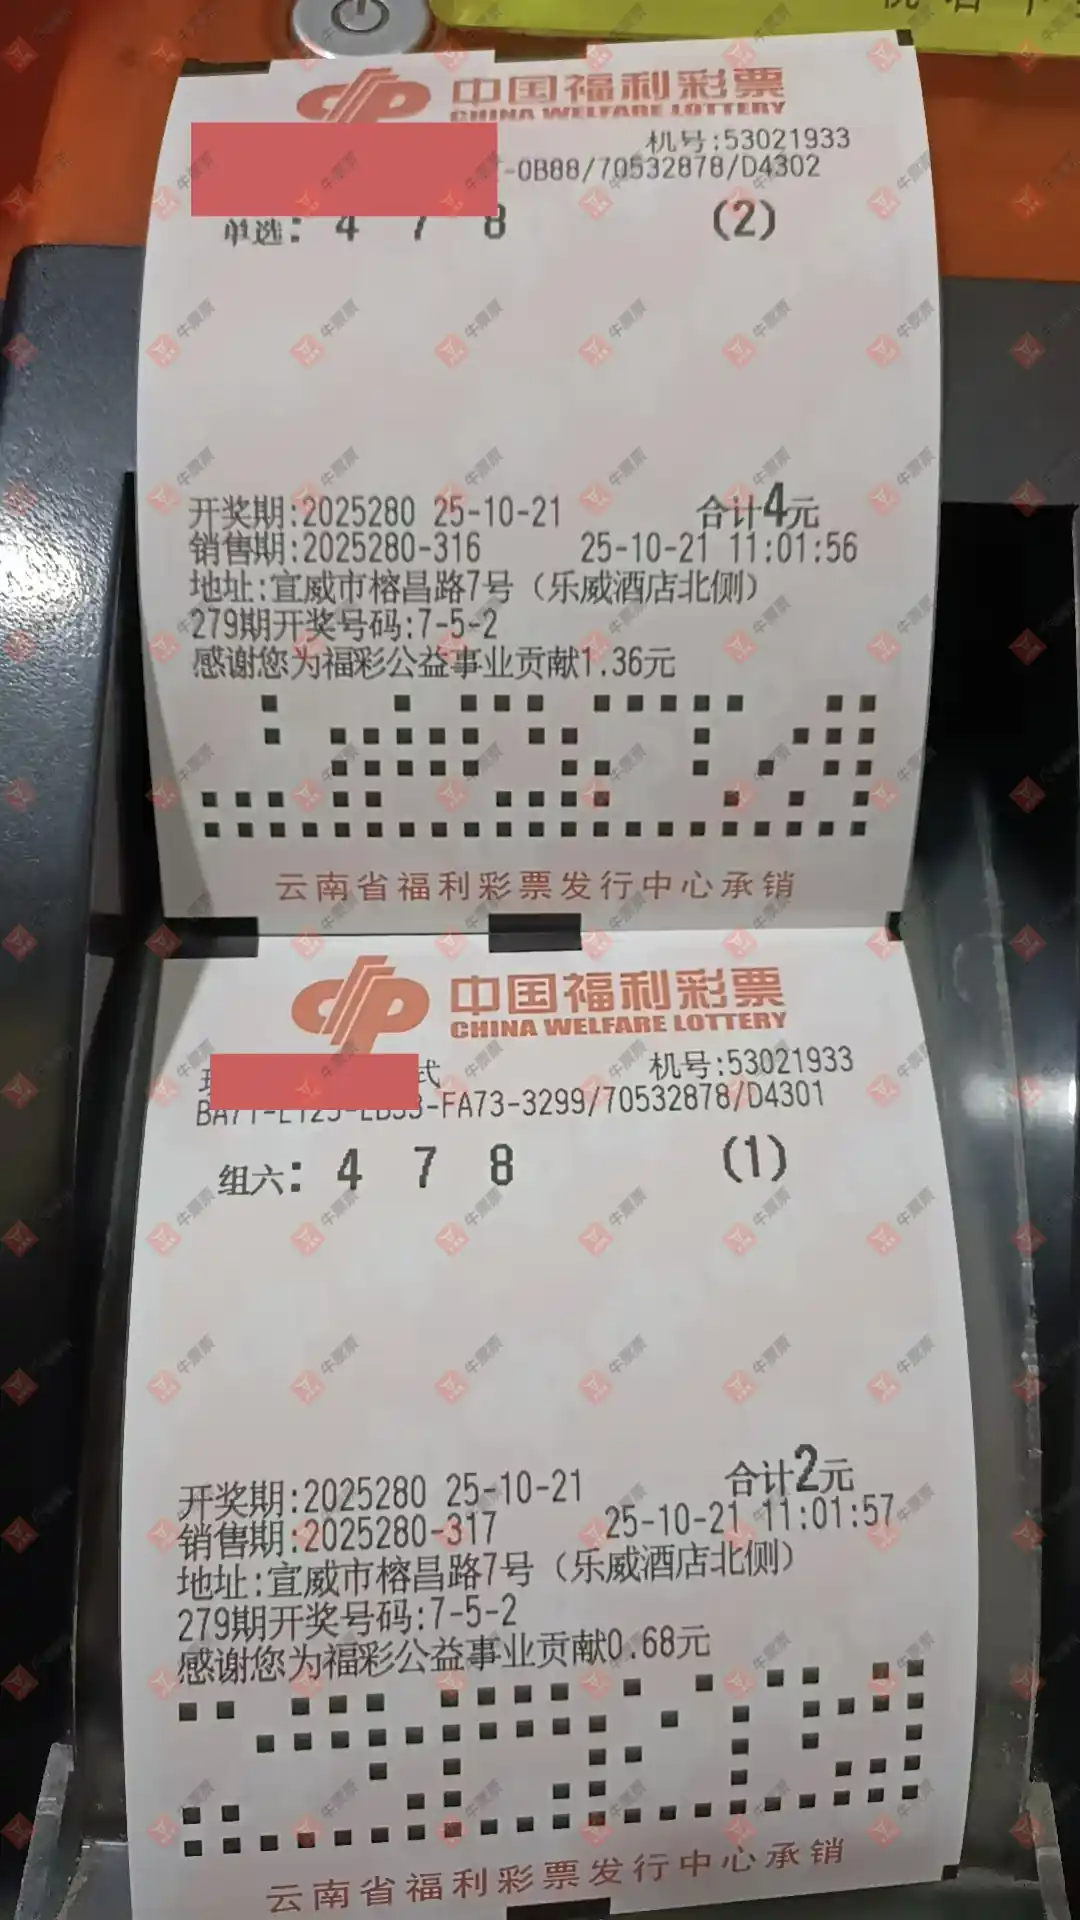 中国福利彩票
CHINA WELFARE LOTTERY
机号:53021933
-0B88/70532878/D4302
单选: 4 7 8 (2)
开奖期:2025280 25-10-21 合计4元
销售期:2025280-316 25-10-21 11:01:56
地址:宜威市榕昌路7号（乐威酒店北侧）
279期开奖号码:7-5-2
感谢您为福彩公益事业贡献1.36元
云南省福利彩票发行中心承销
中国福利彩票
CHINA WELFARE LOTTERY
式 机号:53021933
-FA73-3299/70532878/D4301
组六: 4 7 8 (1)
开奖期:2025280 25-10-21 合计2元
销售期:2025280-317 25-10-21 11:01:57
地址:宜威市榕昌路7号（乐威酒店北侧）
279期开奖号码:7-5-2
感谢您为福彩公益事业贡献0.68元
云南省福利彩票发行中心承销
牛票票